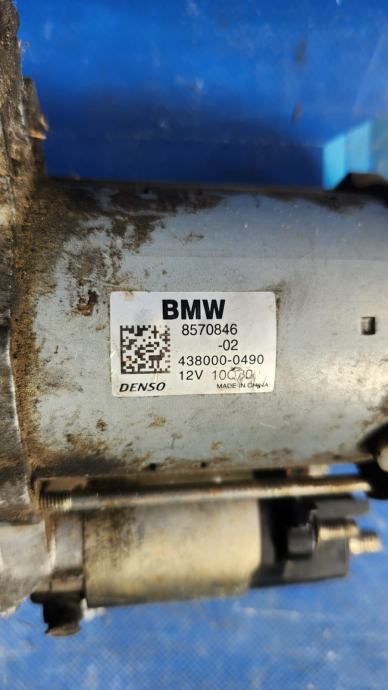 BMW
8570846
-02
438000-0490
12V
DENSO
MADE IN CHINA